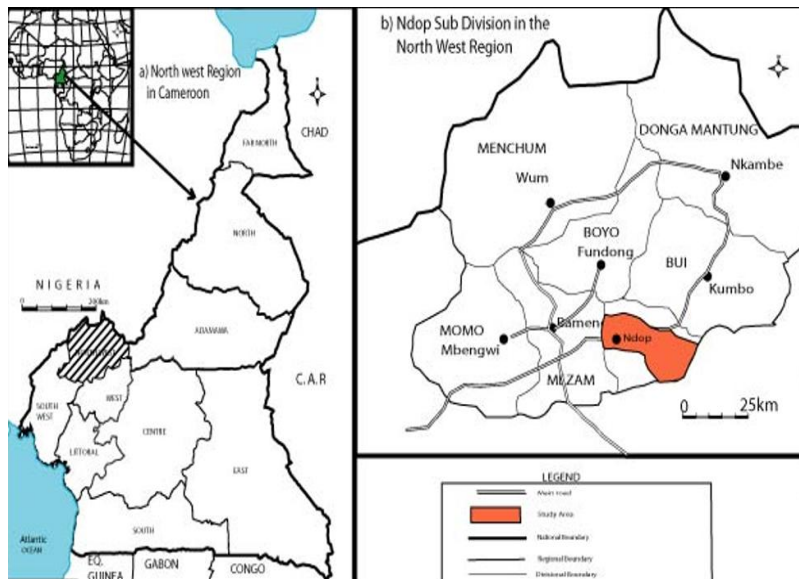 a) North west Region
in Cameroon
CHAD
FAR NORTH
NORTH
NIGERIA
0 200km
ADAMAWA
C.A.R
SOUTH
WEST
WEST
LITTORAL
CENTRE
EAST
SOUTH
Atlantic
OCEAN
EQ.
GUINEA
GABON
CONGO
b) Ndop Sub Division in the
North West Region
DONGA MANTUNG
MENCHUM
Nkambe
Wum
BOYO
Fundong
BUI
Kumbo
MOMO
Mbengwi
Bamen
Ndop
MEZAM
0 25km
LEGEND
Main road
Study Area
National Boundary
Regional Boundary
Divisional Boundary